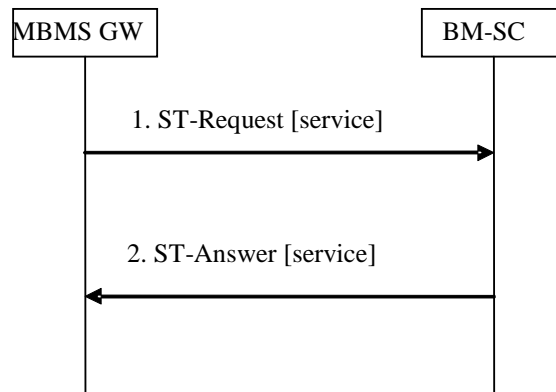 MBMS GW
BM-SC
1. ST-Request [service]
2. ST-Answer [service]